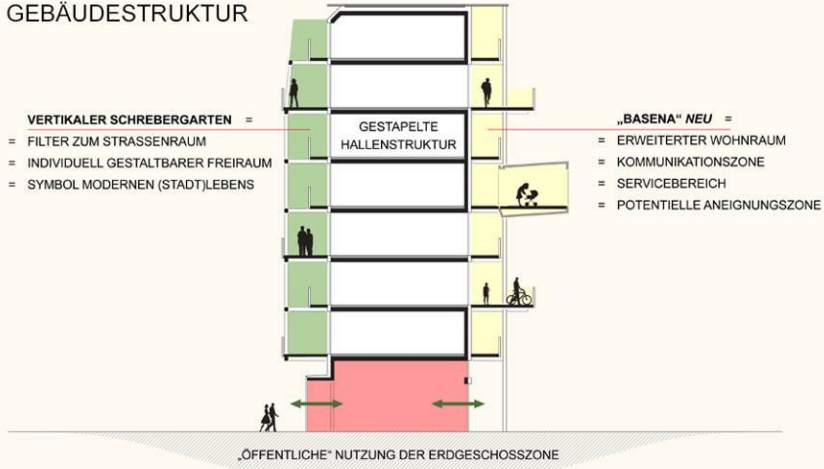 GEBÄUDESTRUKTUR
VERTIKALER SCHREBERGARTEN =
= FILTER ZUM STRASSENRAUM
= INDIVIDUELL GESTALTBARER FREIRAUM
= SYMBOL MODERNEN (STADT)LEBENS
GESTAPELTE
HALLENSTRUKTUR
„BASENA" NEU =
= ERWEITERTER WOHNRAUM
= KOMMUNIKATIONSZONE
= SERVICEBEREICH
= POTENTIELLE ANEIGNUNGSZONE
„ÖFFENTLICHE" NUTZUNG DER ERDGESCHOSSZONE